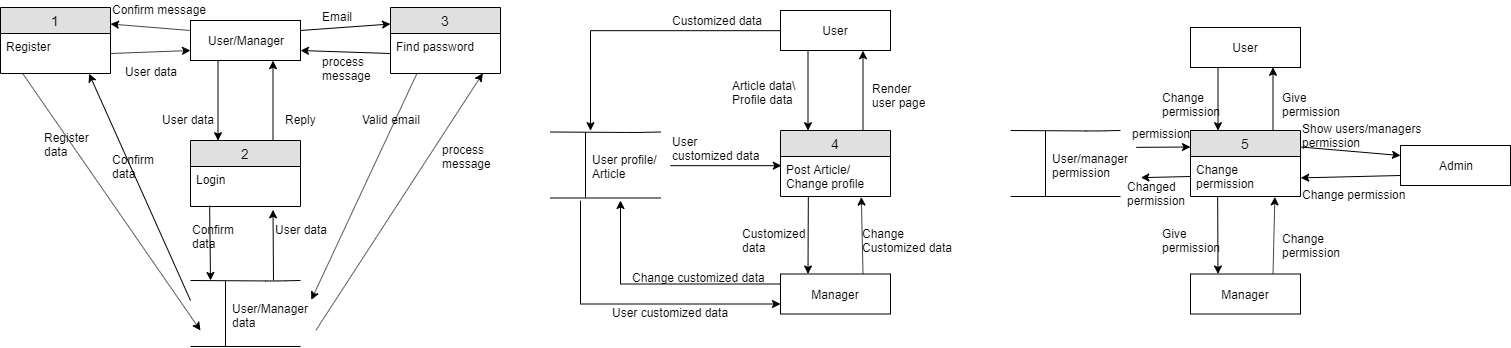 1
Register
Confirm message
User/Manager
Email
3
Find password
User data
process
message
User data
Reply
Valid email
Register
data
Confirm
data
process
message
2
Login
Confirm
data
User data
User/Manager
data
Customized data
User
Article data\
Profile data
Render
user page
User profile/
Article
User
customized data
4
Post Article/
Change profile
Customized
data
Change
Customized data
Change customized data
Manager
User customized data
User
Change
permission
Give
permission
permission
Show users/managers
permission
User/manager
permission
5
Change
permission
Admin
Changed
permission
Change permission
Give
permission
Change
permission
Manager